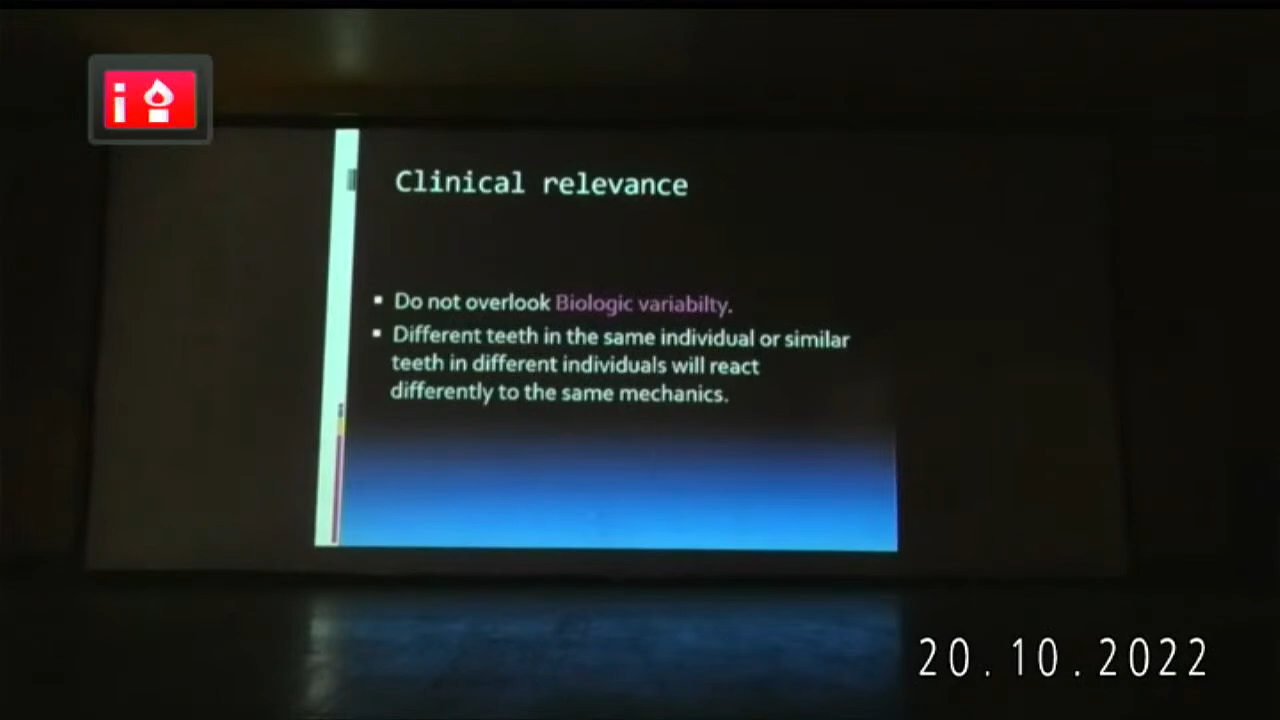 Clinical relevance
Do not overlook Biologic variabilty.
Different teeth in the same individual or similar
teeth in different individuals will react
differently to the same mechanics.
20.10.2022